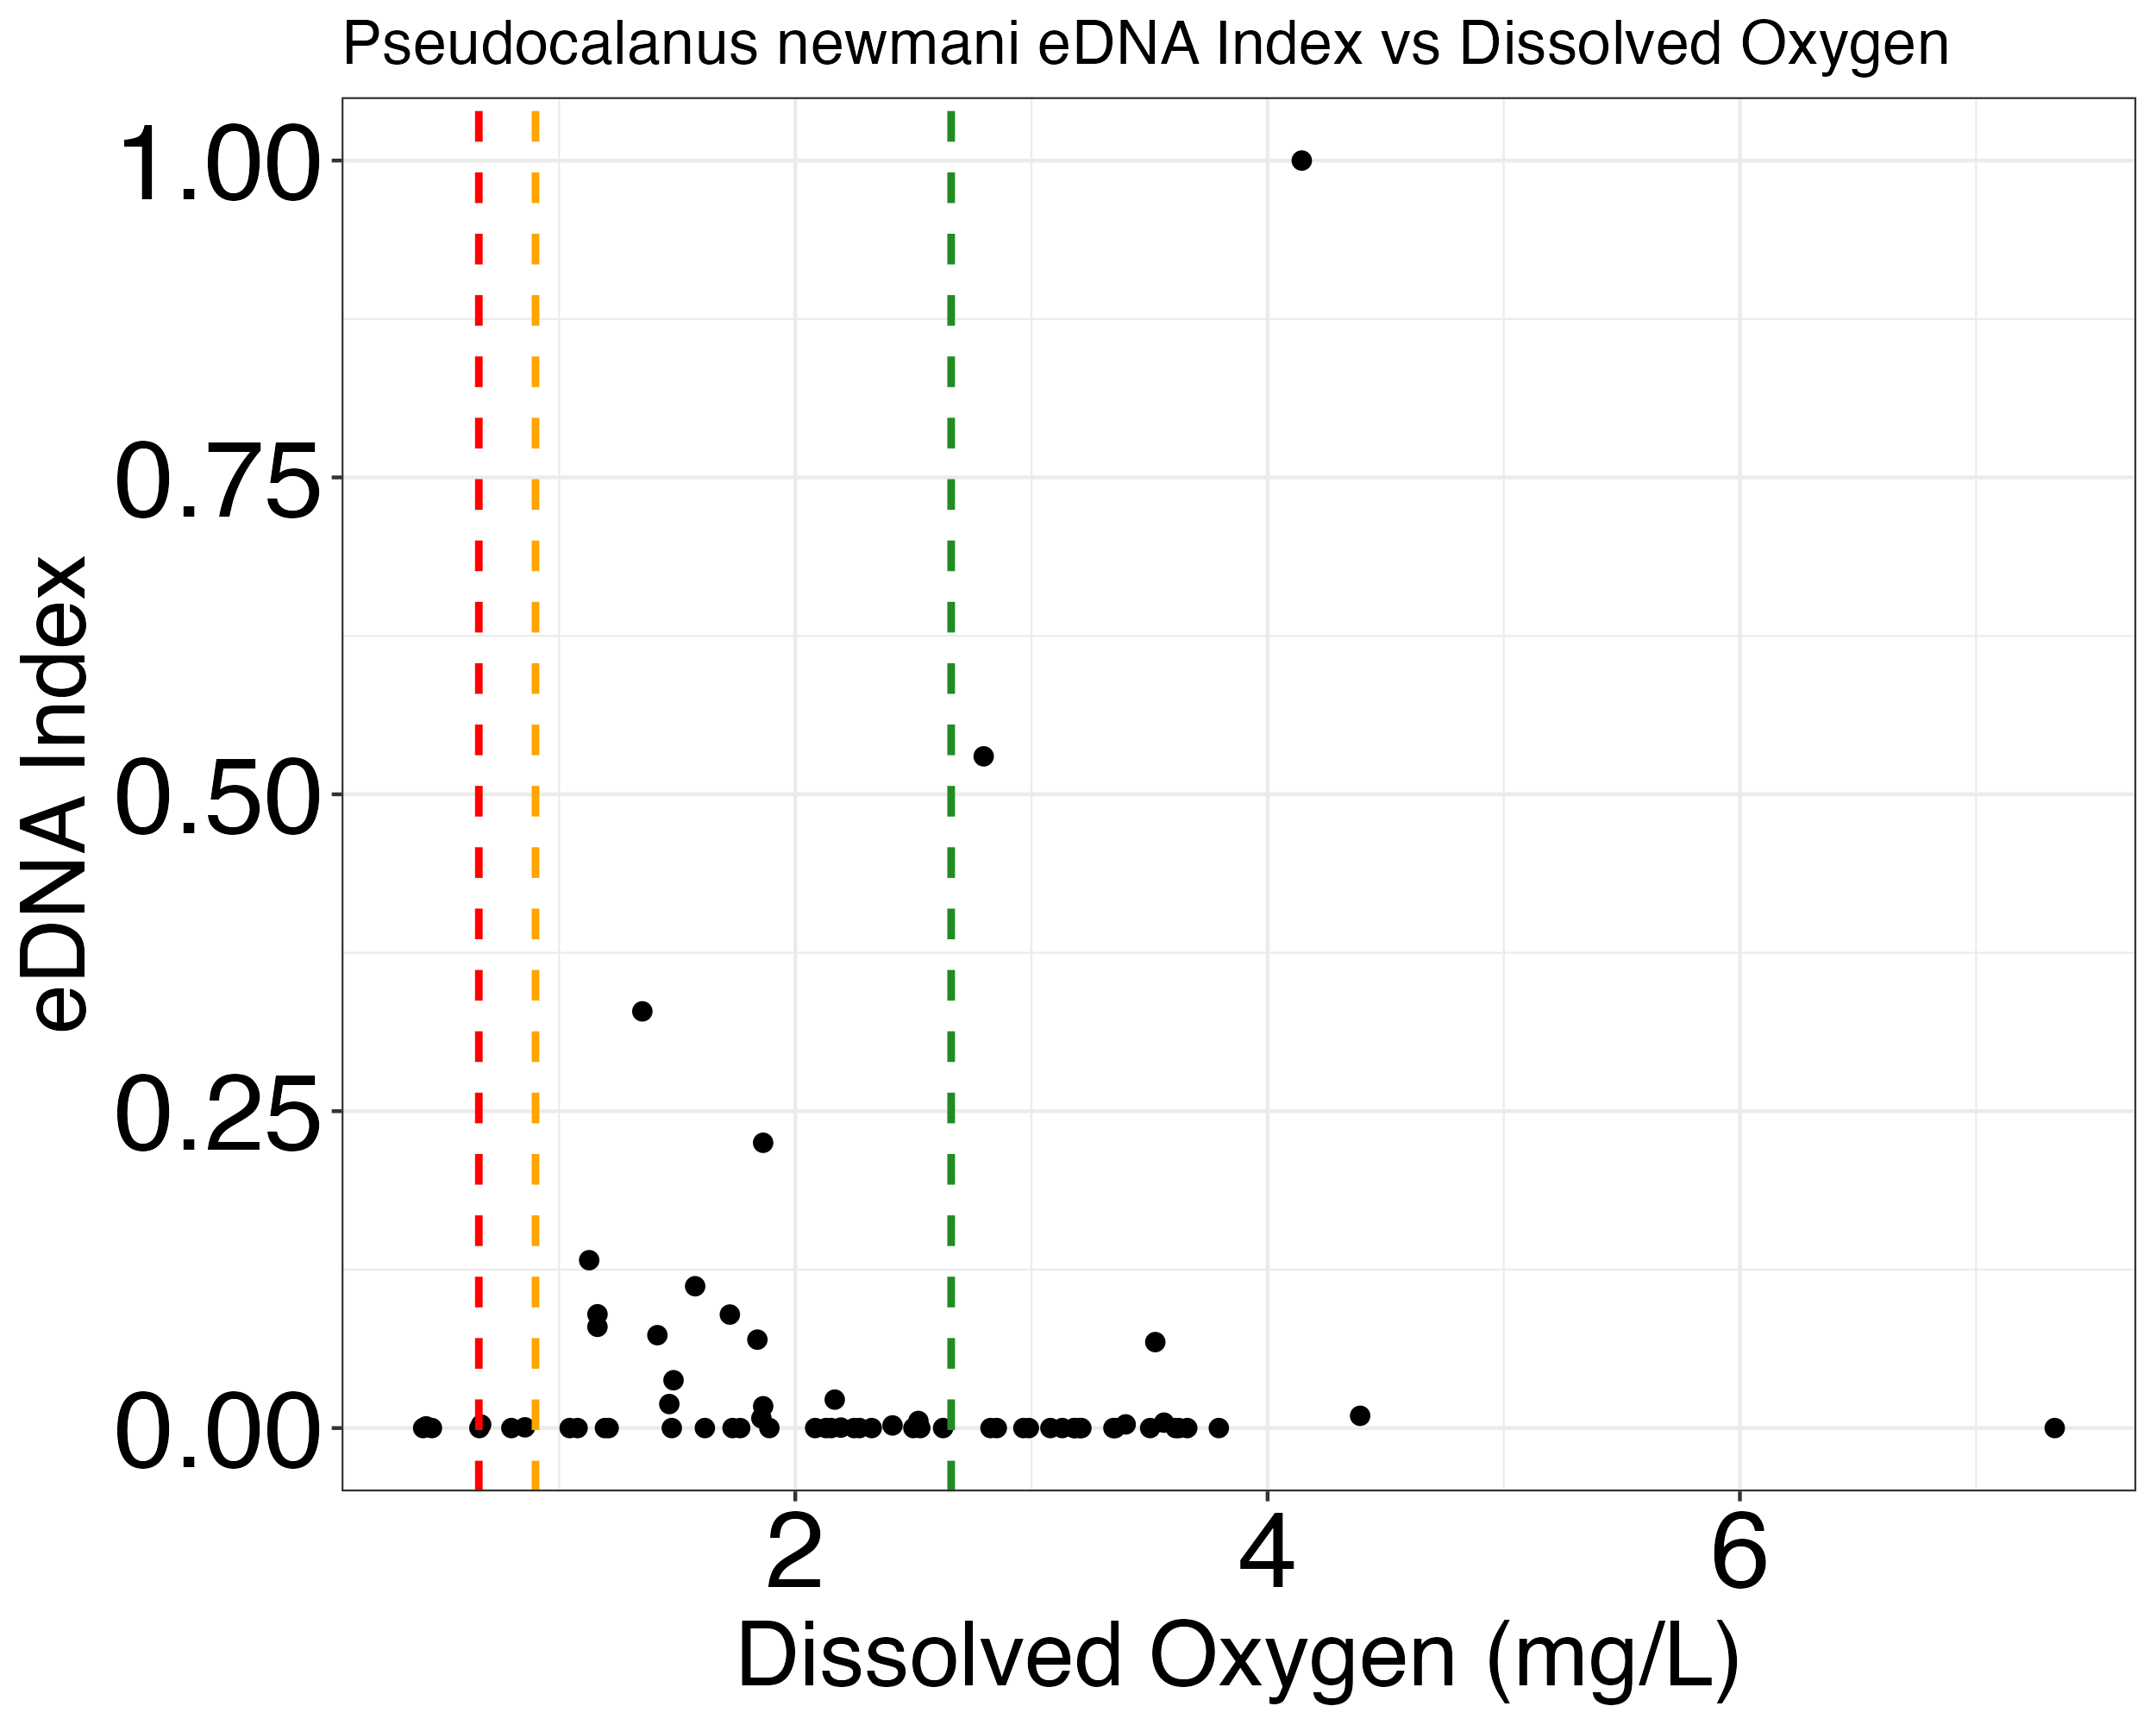 Pseudocalanus newmani eDNA Index vs Dissolved Oxygen
eDNA Index
1.00
0.75
0.50
0.25
0.00
2 4 6
Dissolved Oxygen (mg/L)